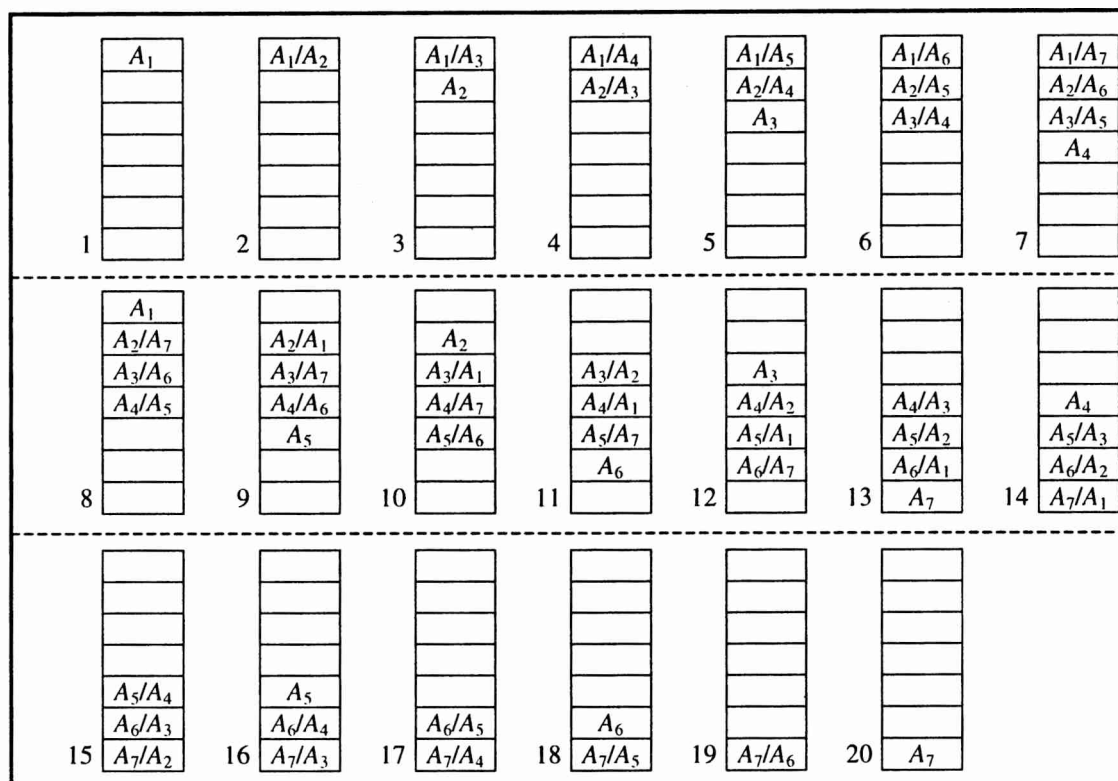 A₁ A₁/A₂ A₁/A₃ A₁/A₄ A₁/A₅ A₁/A₆ A₁/A₇
A₂ A₂/A₃ A₂/A₄ A₂/A₅ A₂/A₆
A₃ A₃/A₄ A₃/A₅
A₄
1 2 3 4 5 6 7
A₁
A₂/A₇ A₂/A₁ A₂
A₃/A₆ A₃/A₇ A₃/A₁ A₃/A₂ A₃
A₄/A₅ A₄/A₆ A₄/A₇ A₄/A₁ A₄/A₂ A₄/A₃ A₄
A₅ A₅/A₆ A₅/A₇ A₅/A₁ A₅/A₂ A₅/A₃
A₆ A₆/A₇ A₆/A₁ A₆/A₂
8 9 10 11 12 13 A₇ 14 A₇/A₁
A₅/A₄ A₅
A₆/A₃ A₆/A₄ A₆/A₅ A₆
15 A₇/A₂ 16 A₇/A₃ 17 A₇/A₄ 18 A₇/A₅ 19 A₇/A₆ 20 A₇